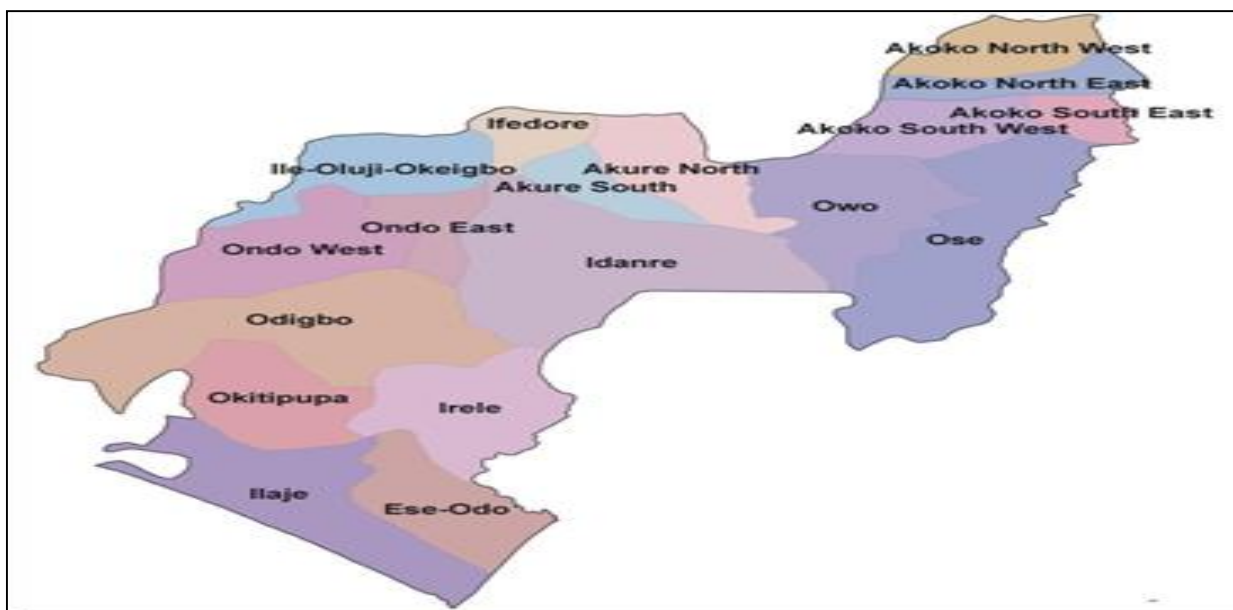 Akoko North West
Akoko North East
Akoko South East
Akoko South West
Ifedore
Ile-Oluji-Okeigbo
Akure North
Akure South
Owo
Ondo East
Ose
Ondo West
Idanre
Odigbo
Okitipupa
Irele
Ilaje
Ese-Odo